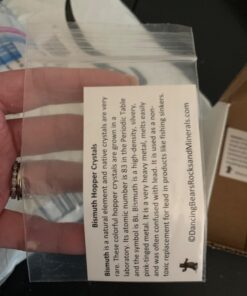 Bismuth Hopper Crystals
Bismuth is a natural element and native crystals are very
rare. These colorful hopper crystals are grown in a
laboratory. Its atomic number is 83 in the Periodic Table
and the symbol is Bi. Bismuth is a high-density, silvery,
pink-tinged metal. It is a very heavy metal, melts easily
and was often confused with lead. It is used as a non-
toxic replacement for lead in products like fishing sinkers.
©DancingBearsRocksandMinerals.com